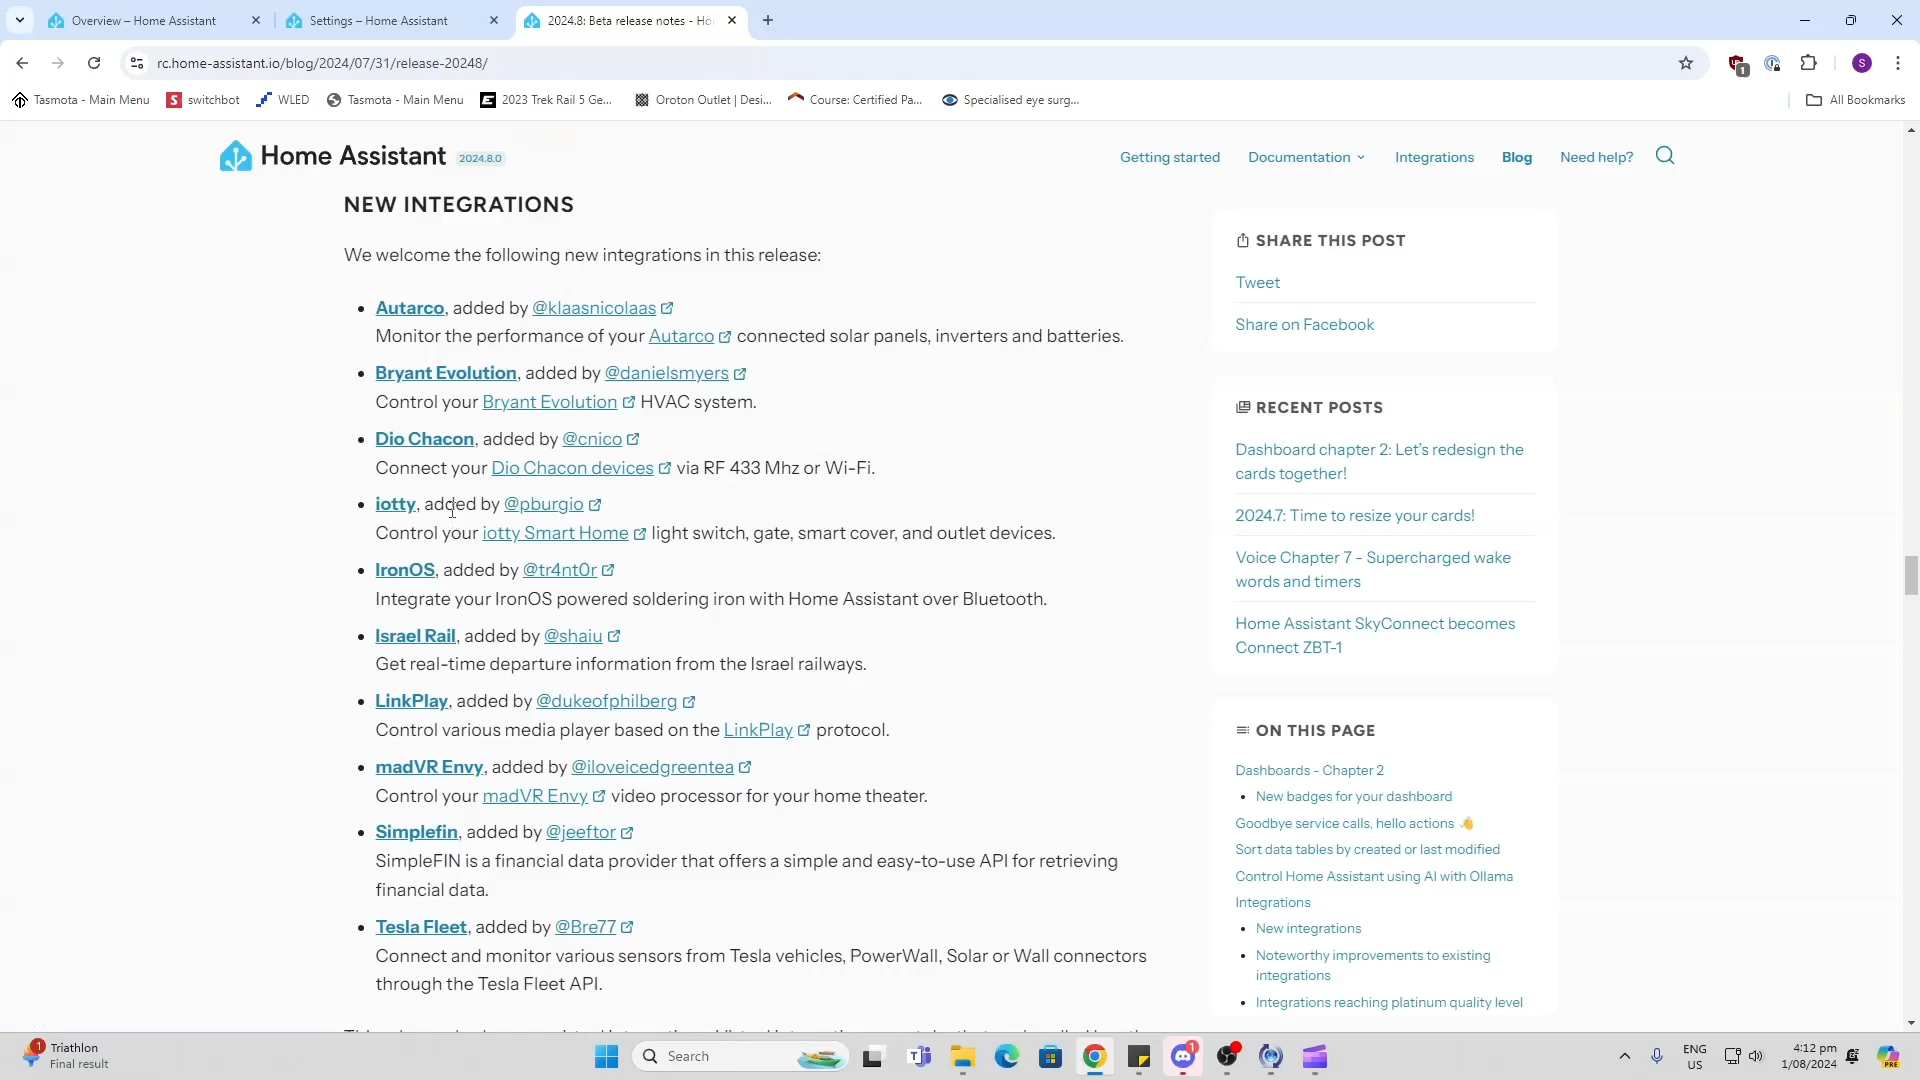 Overview – Home Assistant
Settings – Home Assistant
2024.8: Beta release notes - Ho
rc.home-assistant.io/blog/2024/07/31/release-20248/
1
S
Tasmota - Main Menu
switchbot
WLED
Tasmota - Main Menu
2023 Trek Rail 5 Ge...
Oroton Outlet | Desi...
Course: Certified Pa...
Specialised eye surg...
All Bookmarks
Home Assistant 2024.8.0
Getting started
Documentation
Integrations
Blog
Need help?
NEW INTEGRATIONS
We welcome the following new integrations in this release:
• Autarco, added by @klaasnicolaas
Monitor the performance of your Autarco connected solar panels, inverters and batteries.
• Bryant Evolution, added by @danielsmyers
Control your Bryant Evolution HVAC system.
• Dio Chacon, added by @cnico
Connect your Dio Chacon devices via RF 433 Mhz or Wi-Fi.
• iotty, added by @pburgio
Control your iotty Smart Home light switch, gate, smart cover, and outlet devices.
• IronOS, added by @tr4nt0r
Integrate your IronOS powered soldering iron with Home Assistant over Bluetooth.
• Israel Rail, added by @shaiu
Get real-time departure information from the Israel railways.
• LinkPlay, added by @dukeofphilberg
Control various media player based on the LinkPlay protocol.
• madVR Envy, added by @iloveicedgreentea
Control your madVR Envy video processor for your home theater.
• Simplefin, added by @jeeftor
SimpleFIN is a financial data provider that offers a simple and easy-to-use API for retrieving
financial data.
• Tesla Fleet, added by @Bre77
Connect and monitor various sensors from Tesla vehicles, PowerWall, Solar or Wall connectors
through the Tesla Fleet API.
SHARE THIS POST
Tweet
Share on Facebook
RECENT POSTS
Dashboard chapter 2: Let's redesign the
cards together!
2024.7: Time to resize your cards!
Voice Chapter 7 - Supercharged wake
words and timers
Home Assistant SkyConnect becomes
Connect ZBT-1
ON THIS PAGE
Dashboards - Chapter 2
• New badges for your dashboard
Goodbye service calls, hello actions 👋
Sort data tables by created or last modified
Control Home Assistant using AI with Ollama
Integrations
• New integrations
• Noteworthy improvements to existing
integrations
• Integrations reaching platinum quality level
1
Triathlon
Final result
Search
1
ENG
US
4:12 pm
1/08/2024
PRE